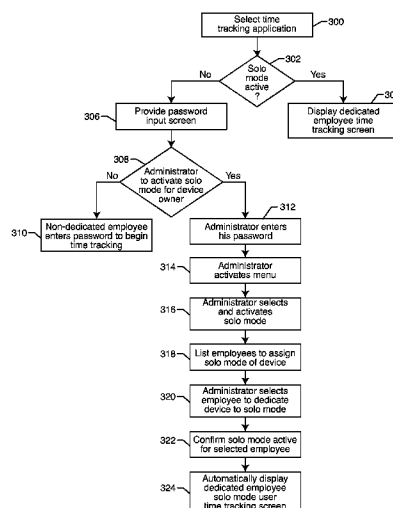 Select time
tracking application
300
302
Solo
mode
active
?
No
Yes
30
306
Provide password
input screen
Display dedicated
employee time
tracking screen
308
Administrator
to activate solo
mode for device
owner
No
Yes
310
Non-dedicated employee
enters password to begin
time tracking
312
Administrator enters
his password
314
Administrator
activates menu
316
Administrator selects
and activates
solo mode
318
List employees to assign
solo mode of device
320
Administrator selects
employee to dedicate
device to solo mode
322
Confirm solo mode active
for selected employee
324
Automatically display
dedicated employee
solo mode user
time tracking screen